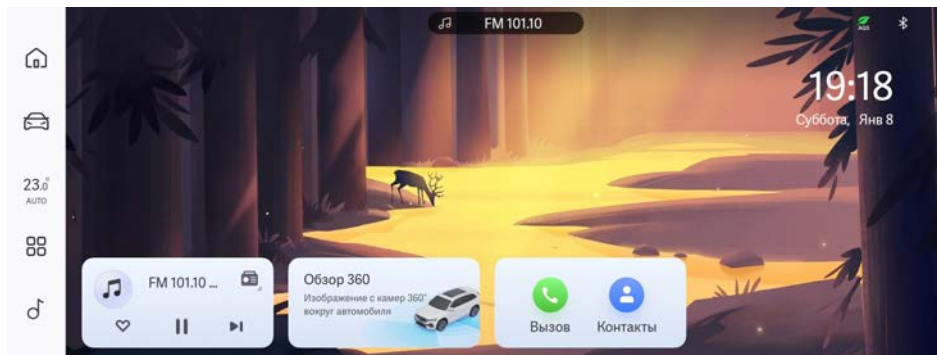 FM 101.10
AQS
19:18
Суббота, Янв 8
23.0°
AUTO
FM 101.10 ...
Обзор 360
Изображение с камер 360°
вокруг автомобиля
Вызов
Контакты